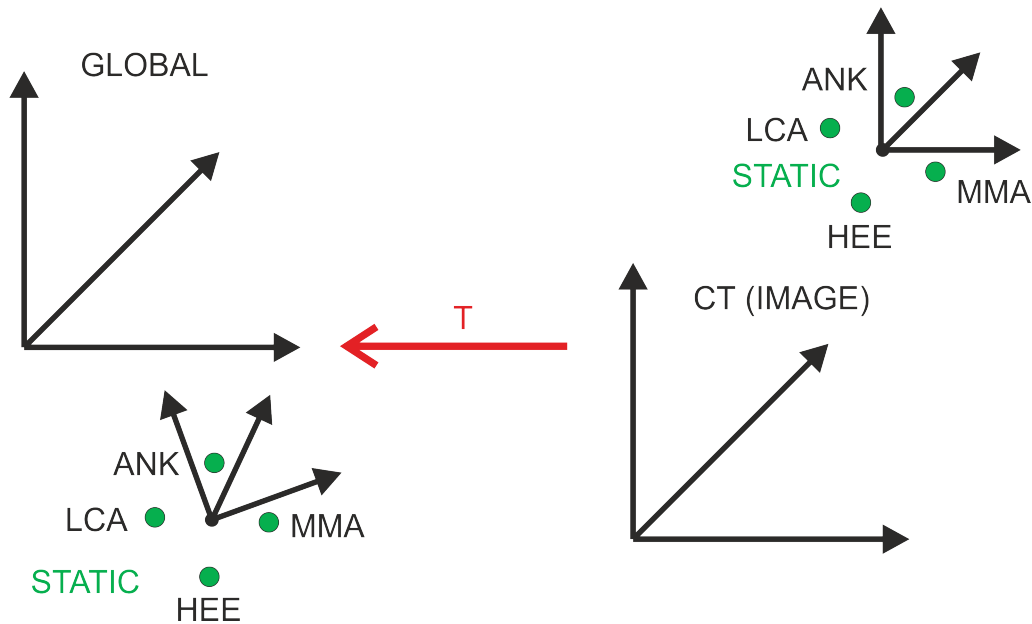 GLOBAL
ANK
LCA
STATIC
MMA
HEE
CT (IMAGE)
T
ANK
LCA
MMA
STATIC
HEE